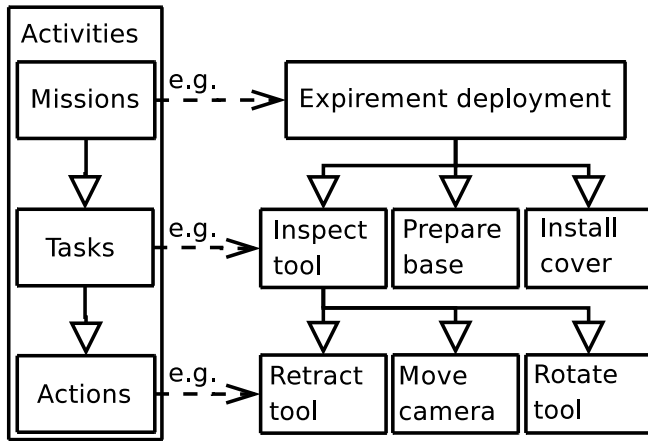 Activities
Missions
e.g.
Expirement deployment
Tasks
e.g.
Inspect
tool
Prepare
base
Install
cover
Actions
e.g.
Retract
tool
Move
camera
Rotate
tool